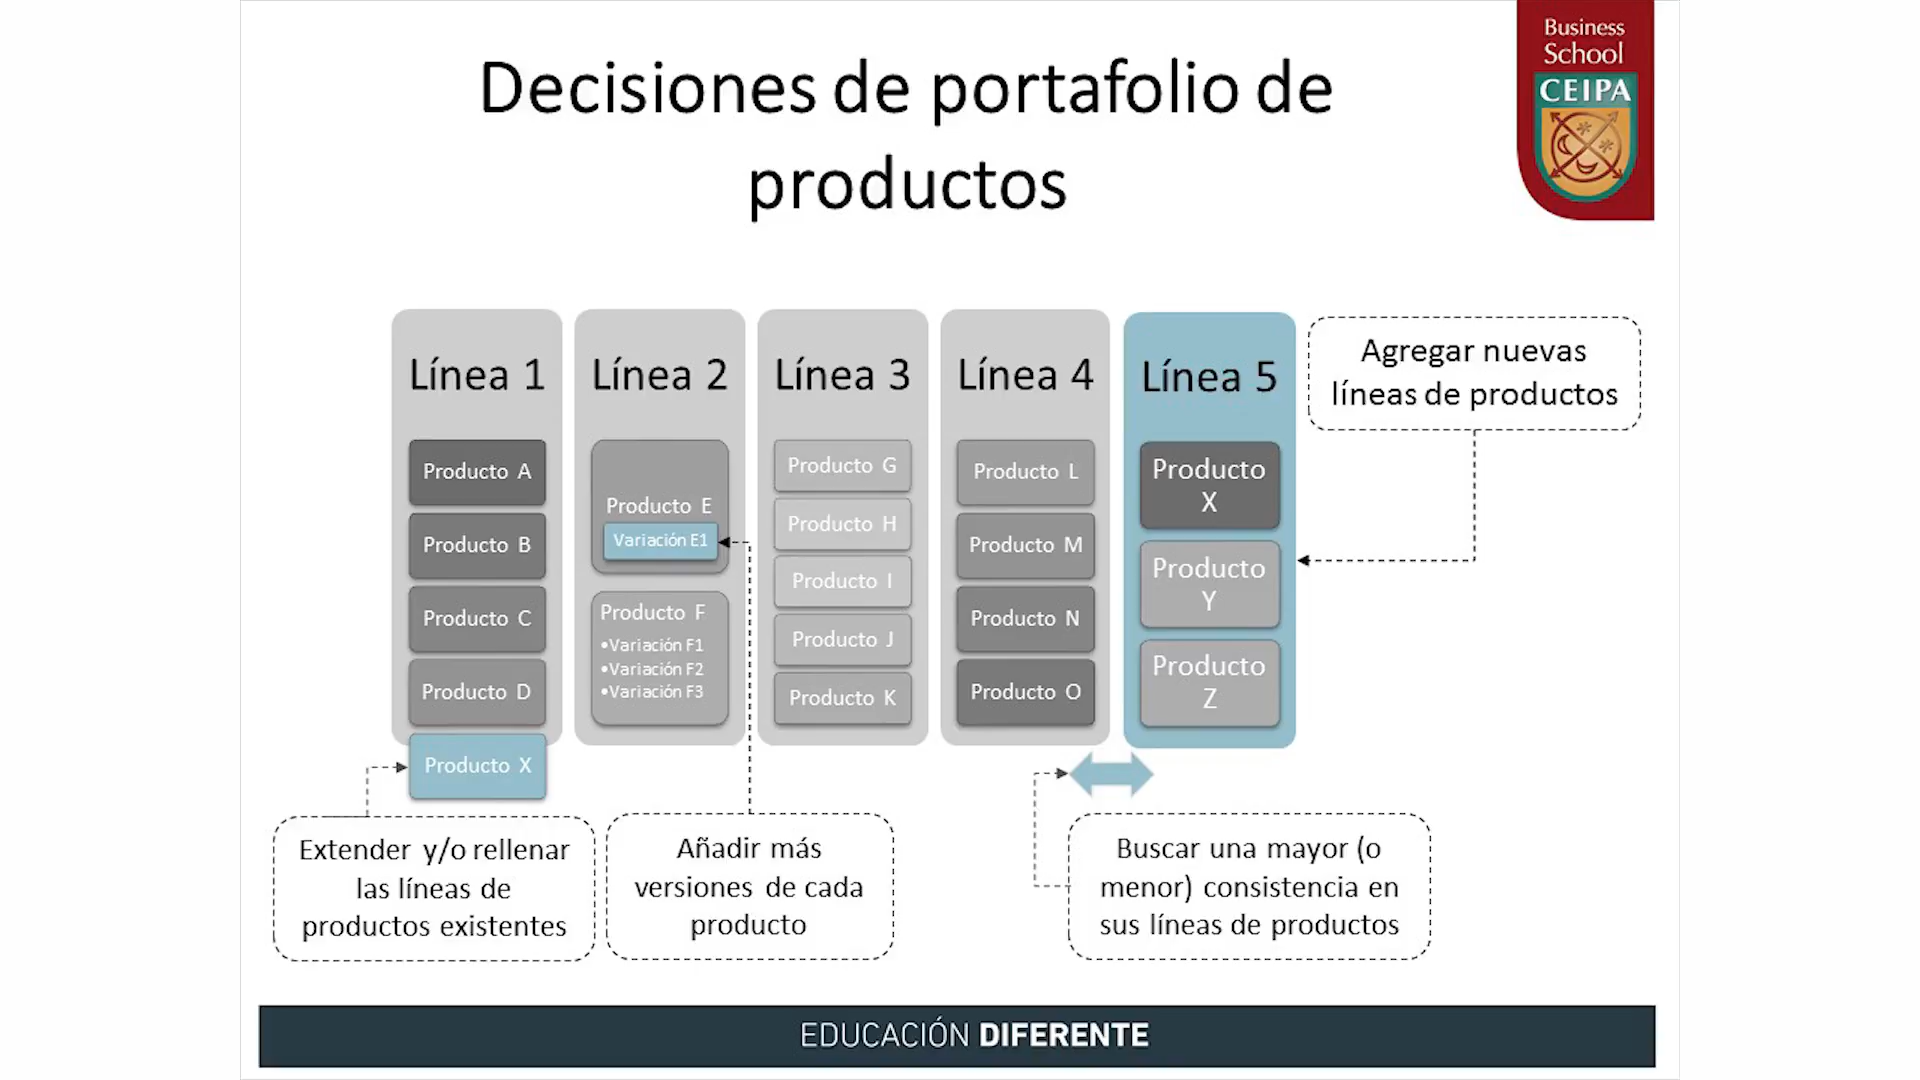 Decisiones de portafolio de
productos
Business
School
CEIPA
Línea 1
Producto A
Producto B
Producto C
Producto D
Producto X
Línea 2
Producto E
Variación E1
Producto F
•Variación F1
•Variación F2
•Variación F3
Línea 3
Producto G
Producto H
Producto I
Producto J
Producto K
Línea 4
Producto L
Producto M
Producto N
Producto O
Línea 5
Producto
X
Producto
Y
Producto
Z
Agregar nuevas
líneas de productos
Extender y/o rellenar
las líneas de
productos existentes
Añadir más
versiones de cada
producto
Buscar una mayor (o
menor) consistencia en
sus líneas de productos
EDUCACIÓN DIFERENTE